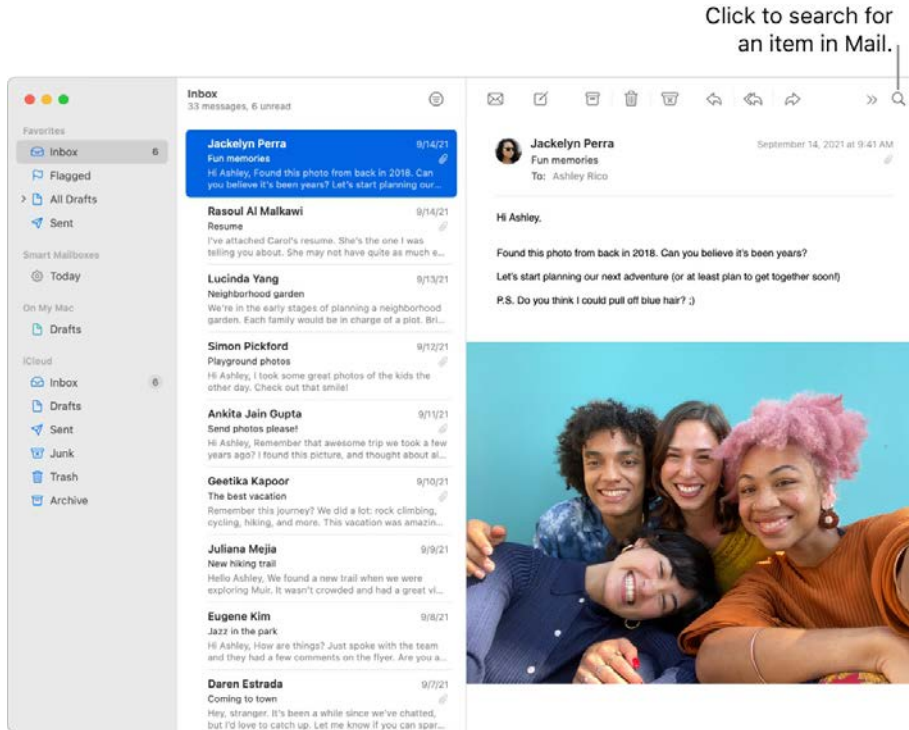 Click to search for
an item in Mail.
Favorites
Inbox 6
Flagged
All Drafts
Sent
Smart Mailboxes
Today
On My Mac
Drafts
iCloud
Inbox 6
Drafts
Sent
Junk
Trash
Archive
Inbox
33 messages, 6 unread
Jackelyn Perra 9/14/21
Fun memories
Hi Ashley, Found this photo from back in 2018. Can
you believe it's been years? Let's start planning our...
Rasoul Al Malkawi 9/14/21
Resume
I've attached Carol's resume. She's the one I was
telling you about. She may not have quite as much e...
Lucinda Yang 9/13/21
Neighborhood garden
We're in the early stages of planning a neighborhood
garden. Each family would be in charge of a plot. Bri...
Simon Pickford 9/12/21
Playground photos
Hi Ashley, I took some great photos of the kids the
other day. Check out that smile!
Ankita Jain Gupta 9/11/21
Send photos please!
Hi Ashley, Remember that awesome trip we took a few
years ago? I found this picture, and thought about al...
Geetika Kapoor 9/10/21
The best vacation
Remember this journey? We did a lot: rock climbing,
cycling, hiking, and more. This vacation was amazin...
Juliana Mejia 9/9/21
New hiking trail
Hello Ashley, We found a new trail when we were
exploring Muir. It wasn't crowded and had a great vi...
Eugene Kim 9/8/21
Jazz in the park
Hi Ashley, How are things? Just spoke with the team
and they had a few comments on the flyer. Are you a...
Daren Estrada 9/7/21
Coming to town
Hey, stranger. It's been a while since we've chatted,
but I'd love to catch up. Let me know if you can spar...
Jackelyn Perra September 14, 2021 at 9:41 AM
Fun memories
To: Ashley Rico
Hi Ashley,
Found this photo from back in 2018. Can you believe it's been years?
Let's start planning our next adventure (or at least plan to get together soon!)
P.S. Do you think I could pull off blue hair? ;)